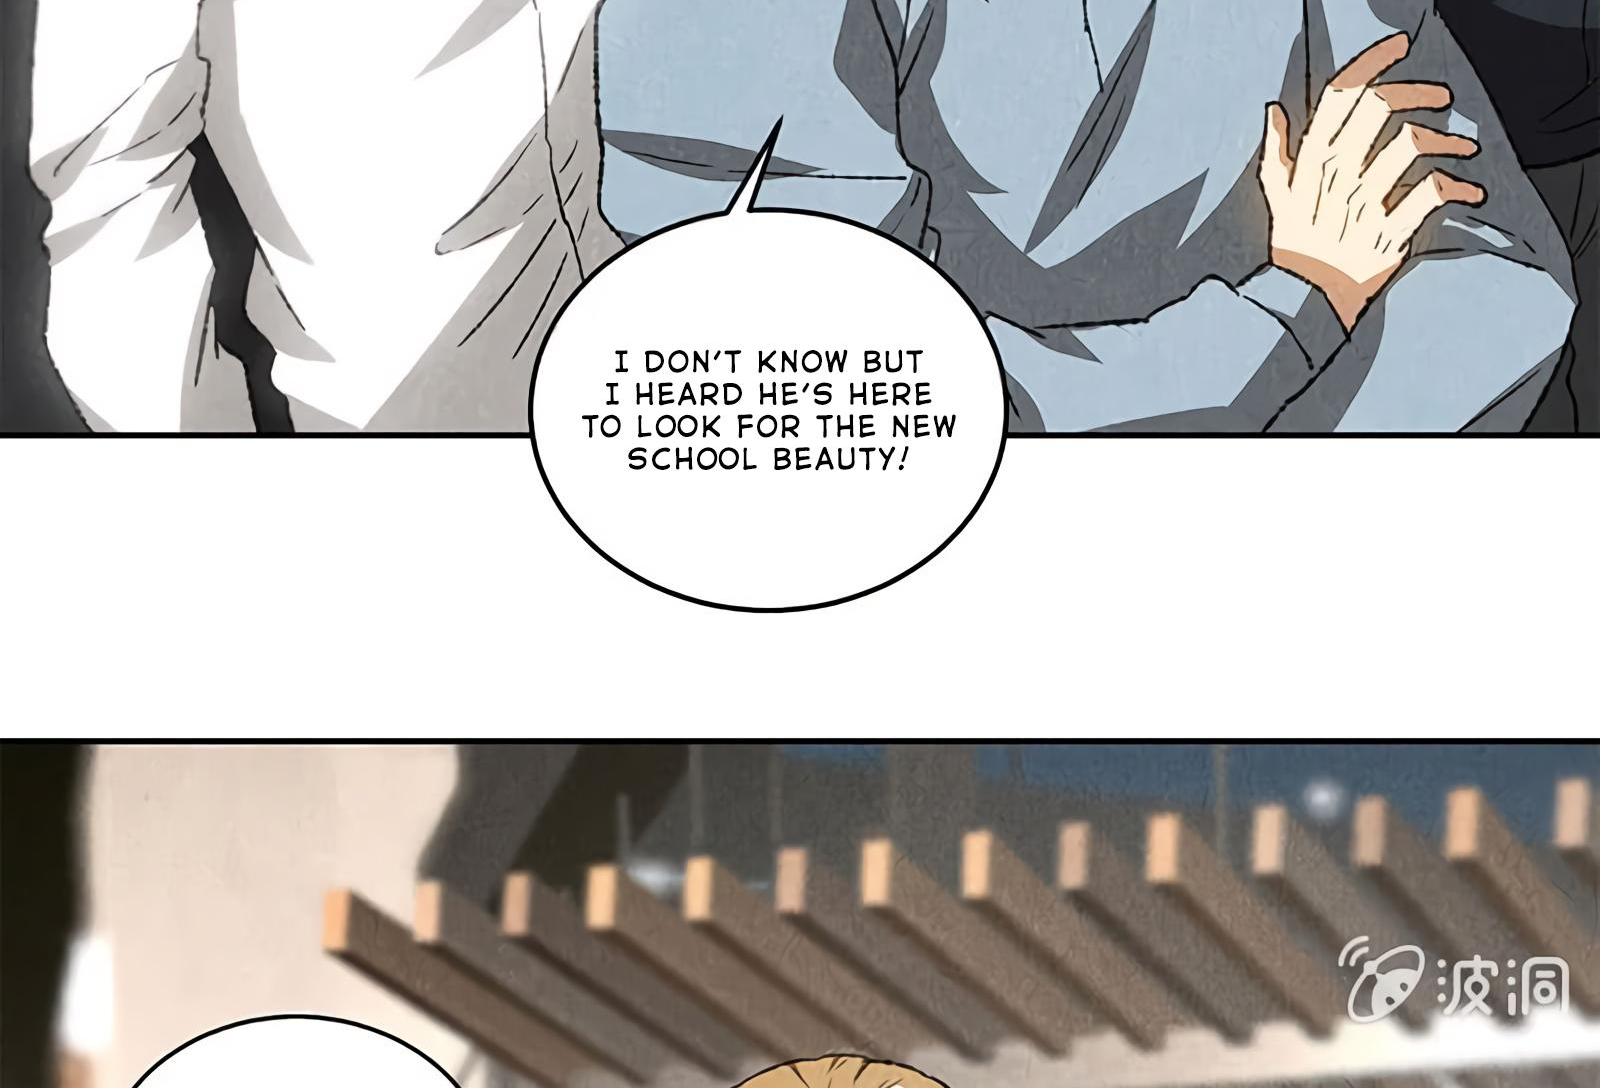 I DON'T KNOW BUT
I HEARD HE'S HERE
TO LOOK FOR THE NEW
SCHOOL BEAUTY!
波洞